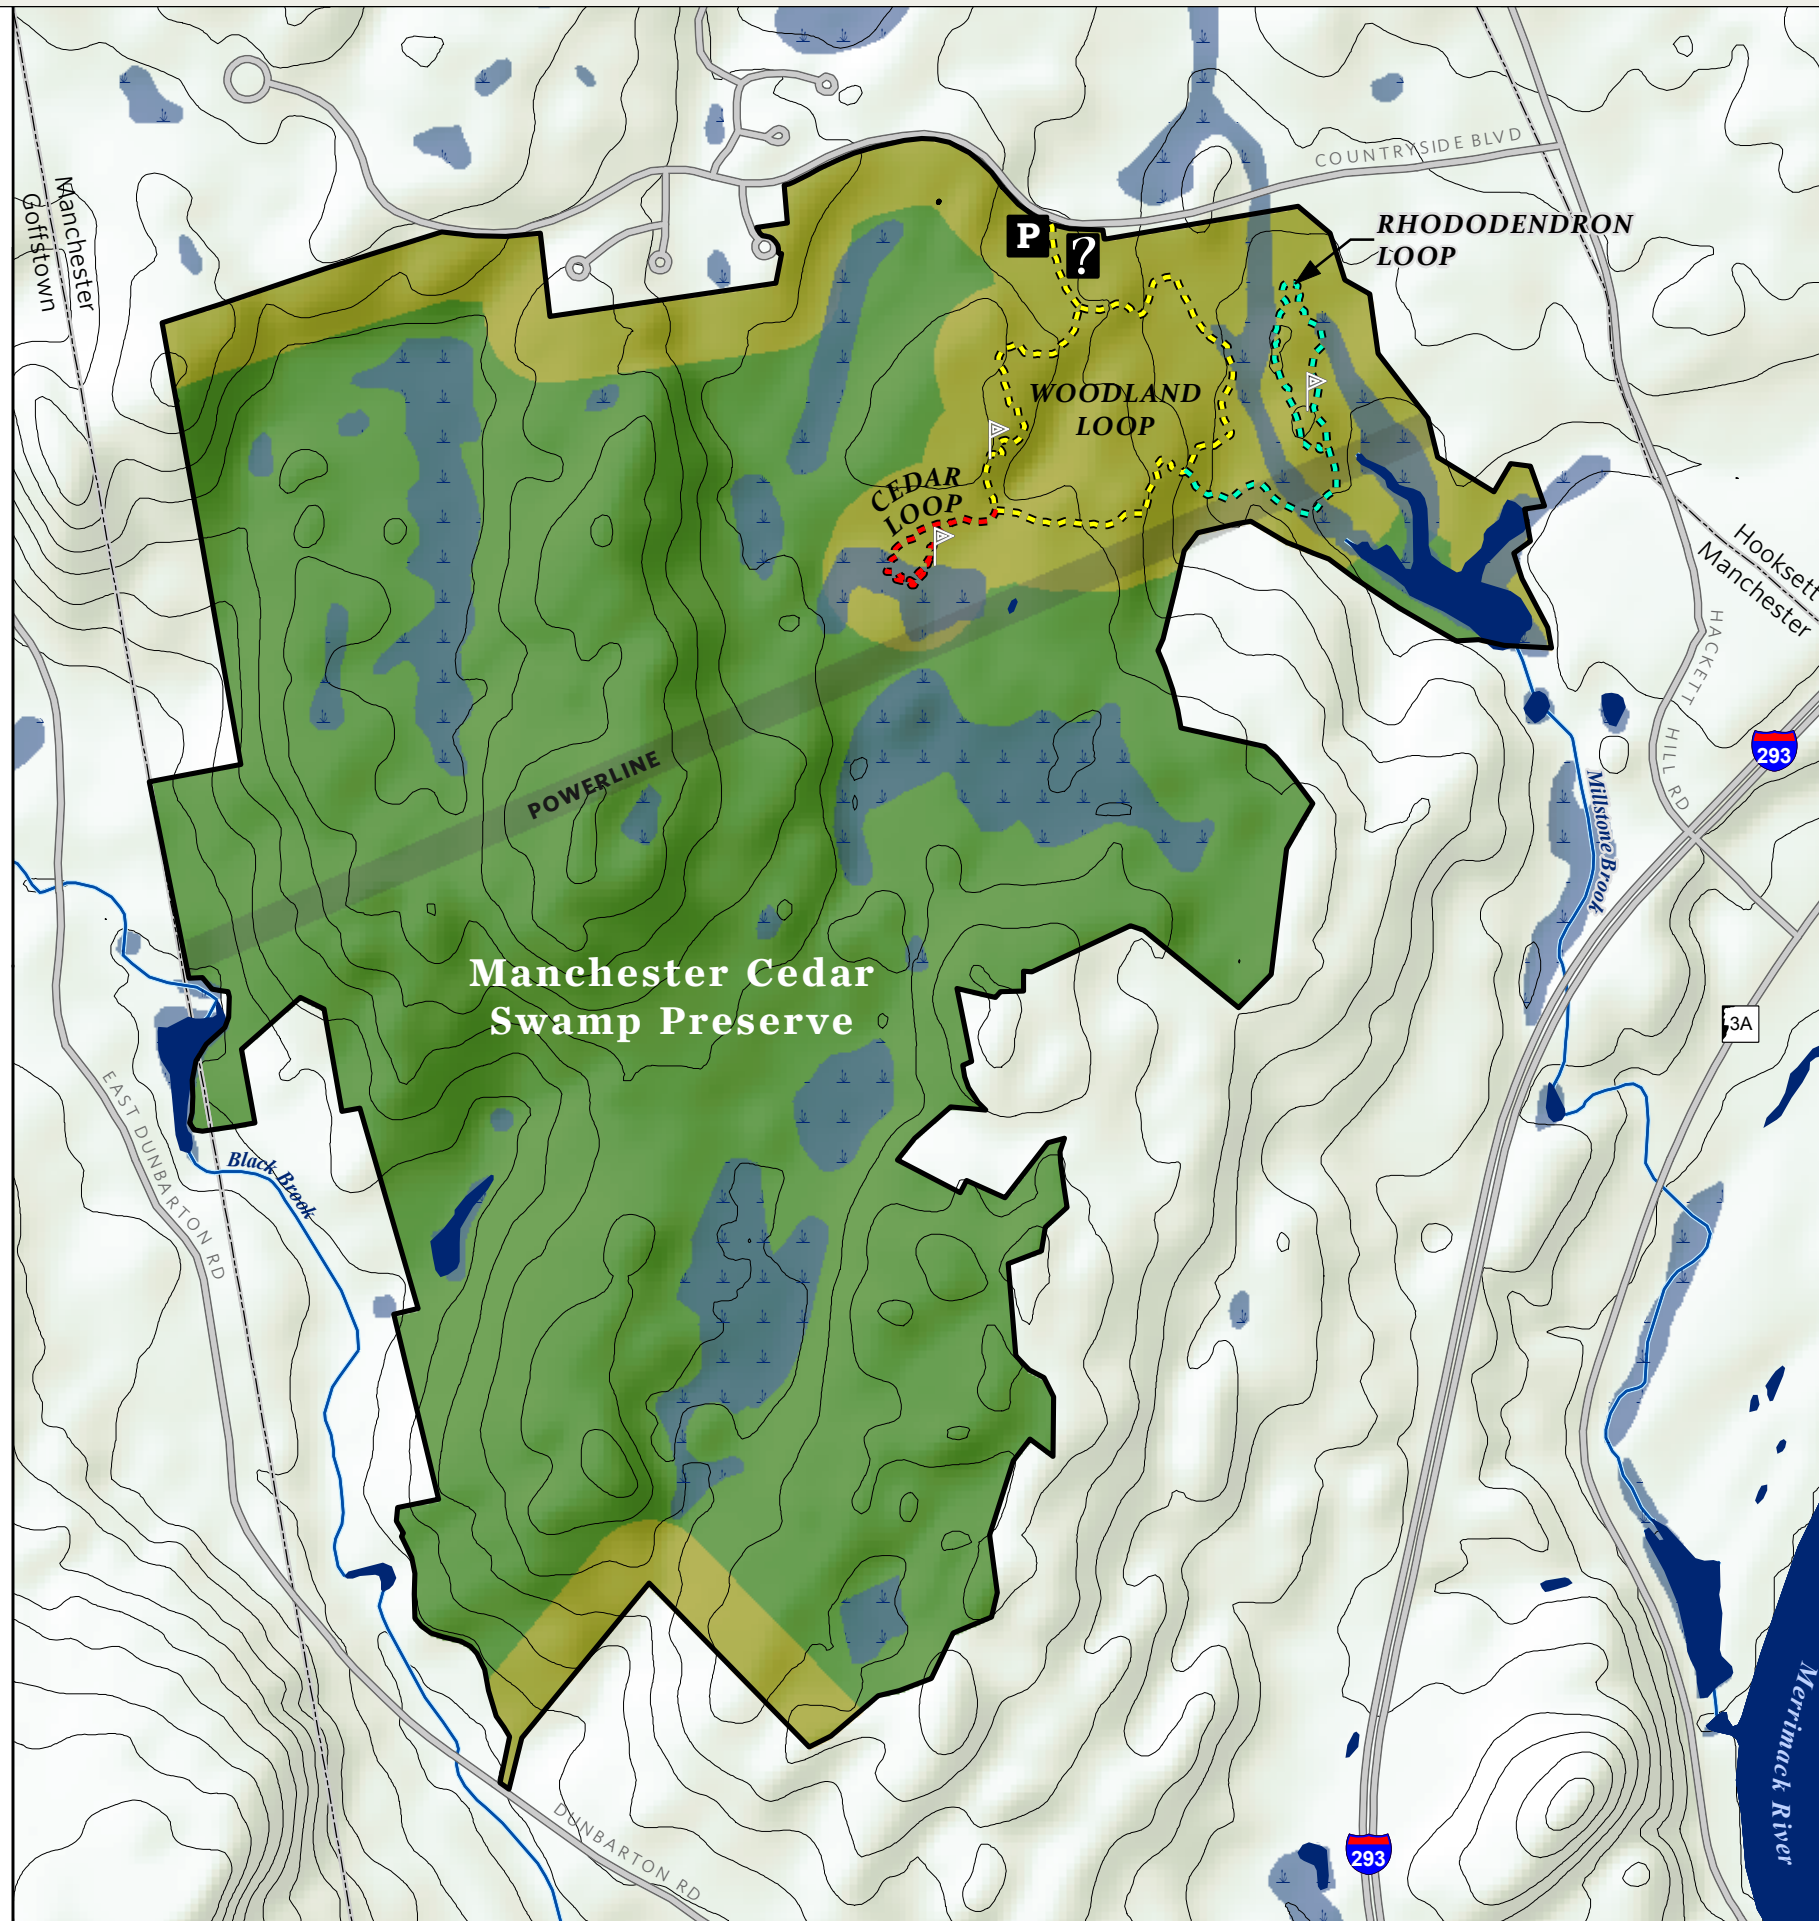 COUNTRYSIDE BLVD
Manchester
Goffstown
P
?
RHODODENDRON
LOOP
WOODLAND
LOOP
CEDAR
LOOP
Hooksett
Manchester
HACKETT
HILL RD
293
POWERLINE
Millstone Brook
Manchester Cedar
Swamp Preserve
3A
EAST DUNBARTON RD
Black Brook
Merrimack River
DUNBARTON RD
293